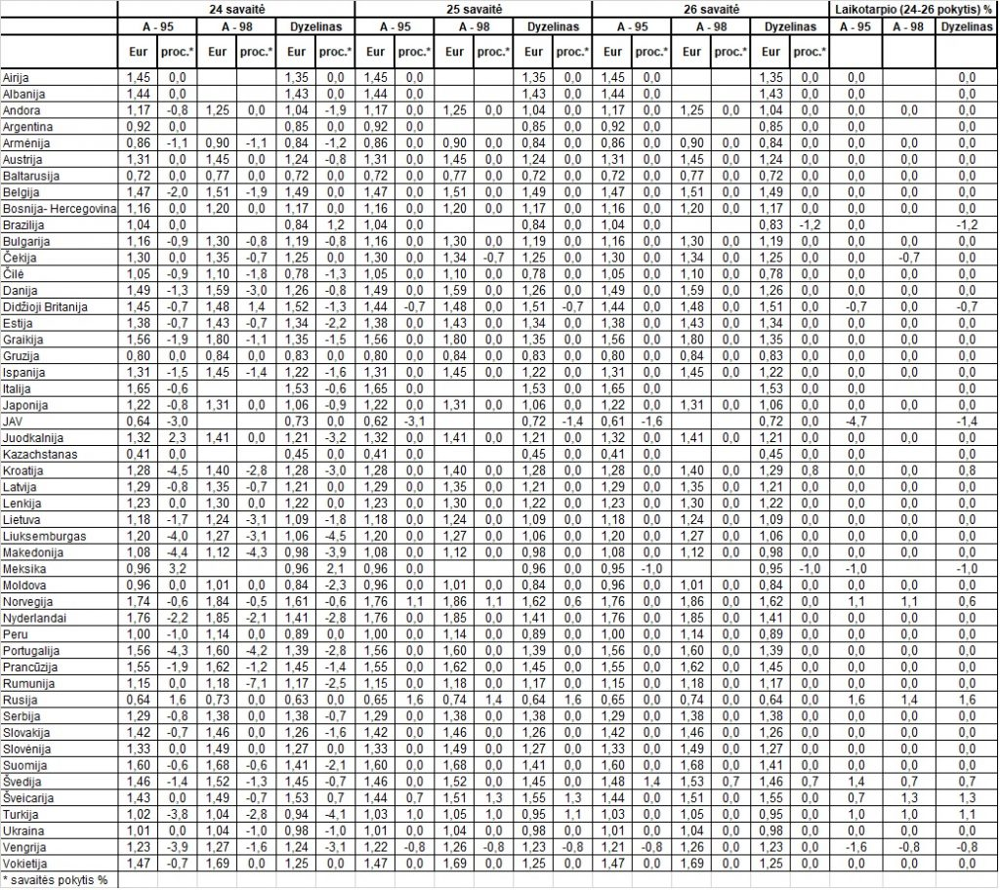 24 savaitė 25 savaitė 26 savaitė Laikotarpio (24-26 pokytis) %
A - 95 A - 98 Dyzelinas A - 95 A - 98 Dyzelinas A - 95 A - 98 Dyzelinas A - 95 A - 98 Dyzelinas
Eur proc.* Eur proc.* Eur proc.* Eur proc.* Eur proc.* Eur proc.* Eur proc.* Eur proc.* Eur proc.*
Airija 1,45 0,0 1,35 0,0 1,45 0,0 1,35 0,0 1,45 0,0 1,35 0,0 0,0 0,0
Albanija 1,44 0,0 1,43 0,0 1,44 0,0 1,43 0,0 1,44 0,0 1,43 0,0 0,0 0,0
Andora 1,17 -0,8 1,25 0,0 1,04 -1,9 1,17 0,0 1,25 0,0 1,04 0,0 1,17 0,0 1,25 0,0 1,04 0,0 0,0 0,0 0,0
Argentina 0,92 0,0 0,85 0,0 0,92 0,0 0,85 0,0 0,92 0,0 0,85 0,0 0,0 0,0
Armėnija 0,86 -1,1 0,90 -1,1 0,84 -1,2 0,86 0,0 0,90 0,0 0,84 0,0 0,86 0,0 0,90 0,0 0,84 0,0 0,0 0,0 0,0
Austrija 1,31 0,0 1,45 0,0 1,24 -0,8 1,31 0,0 1,45 0,0 1,24 0,0 1,31 0,0 1,45 0,0 1,24 0,0 0,0 0,0 0,0
Baltarusija 0,72 0,0 0,77 0,0 0,72 0,0 0,72 0,0 0,77 0,0 0,72 0,0 0,72 0,0 0,77 0,0 0,72 0,0 0,0 0,0 0,0
Belgija 1,47 -2,0 1,51 -1,9 1,49 0,0 1,47 0,0 1,51 0,0 1,49 0,0 1,47 0,0 1,51 0,0 1,49 0,0 0,0 0,0 0,0
Bosnija- Hercegovina 1,16 0,0 1,20 0,0 1,17 0,0 1,16 0,0 1,20 0,0 1,17 0,0 1,16 0,0 1,20 0,0 1,17 0,0 0,0 0,0 0,0
Brazilija 1,04 0,0 0,84 1,2 1,04 0,0 0,84 0,0 1,04 0,0 0,83 -1,2 0,0 -1,2
Bulgarija 1,16 -0,9 1,30 -0,8 1,19 -0,8 1,16 0,0 1,30 0,0 1,19 0,0 1,16 0,0 1,30 0,0 1,19 0,0 0,0 0,0 0,0
Čekija 1,30 0,0 1,35 -0,7 1,25 0,0 1,30 0,0 1,34 -0,7 1,25 0,0 1,30 0,0 1,34 0,0 1,25 0,0 0,0 -0,7 0,0
Čilė 1,05 -0,9 1,10 -1,8 0,78 -1,3 1,05 0,0 1,10 0,0 0,78 0,0 1,05 0,0 1,10 0,0 0,78 0,0 0,0 0,0 0,0
Danija 1,49 -1,3 1,59 -3,0 1,26 -0,8 1,49 0,0 1,59 0,0 1,26 0,0 1,49 0,0 1,59 0,0 1,26 0,0 0,0 0,0 0,0
Didžioji Britanija 1,45 -0,7 1,48 1,4 1,52 -1,3 1,44 -0,7 1,48 0,0 1,51 -0,7 1,44 0,0 1,48 0,0 1,51 0,0 -0,7 0,0 -0,7
Estija 1,38 -0,7 1,43 -0,7 1,34 -2,2 1,38 0,0 1,43 0,0 1,34 0,0 1,38 0,0 1,43 0,0 1,34 0,0 0,0 0,0 0,0
Graikija 1,56 -1,9 1,80 -1,1 1,35 -1,5 1,56 0,0 1,80 0,0 1,35 0,0 1,56 0,0 1,80 0,0 1,35 0,0 0,0 0,0 0,0
Gruzija 0,80 0,0 0,84 0,0 0,83 0,0 0,80 0,0 0,84 0,0 0,83 0,0 0,80 0,0 0,84 0,0 0,83 0,0 0,0 0,0 0,0
Ispanija 1,31 -1,5 1,45 -1,4 1,22 -1,6 1,31 0,0 1,45 0,0 1,22 0,0 1,31 0,0 1,45 0,0 1,22 0,0 0,0 0,0 0,0
Italija 1,65 -0,6 1,53 -0,6 1,65 0,0 1,53 0,0 1,65 0,0 1,53 0,0 0,0 0,0
Japonija 1,22 -0,8 1,31 0,0 1,06 -0,9 1,22 0,0 1,31 0,0 1,06 0,0 1,22 0,0 1,31 0,0 1,06 0,0 0,0 0,0 0,0
JAV 0,64 -3,0 0,73 0,0 0,62 -3,1 0,72 -1,4 0,61 -1,6 0,72 0,0 -4,7 -1,4
Juodkalnija 1,32 2,3 1,41 0,0 1,21 -3,2 1,32 0,0 1,41 0,0 1,21 0,0 1,32 0,0 1,41 0,0 1,21 0,0 0,0 0,0 0,0
Kazachstanas 0,41 0,0 0,45 0,0 0,41 0,0 0,45 0,0 0,41 0,0 0,45 0,0 0,0 0,0
Kroatija 1,28 -4,5 1,40 -2,8 1,28 -3,0 1,28 0,0 1,40 0,0 1,28 0,0 1,28 0,0 1,40 0,0 1,29 0,8 0,0 0,0 0,8
Latvija 1,29 -0,8 1,35 -0,7 1,21 0,0 1,29 0,0 1,35 0,0 1,21 0,0 1,29 0,0 1,35 0,0 1,21 0,0 0,0 0,0 0,0
Lenkija 1,23 0,0 1,30 0,0 1,22 0,0 1,23 0,0 1,30 0,0 1,22 0,0 1,23 0,0 1,30 0,0 1,22 0,0 0,0 0,0 0,0
Lietuva 1,18 -1,7 1,24 -3,1 1,09 -1,8 1,18 0,0 1,24 0,0 1,09 0,0 1,18 0,0 1,24 0,0 1,09 0,0 0,0 0,0 0,0
Liuksemburgas 1,20 -4,0 1,27 -3,1 1,06 -4,5 1,20 0,0 1,27 0,0 1,06 0,0 1,20 0,0 1,27 0,0 1,06 0,0 0,0 0,0 0,0
Makedonija 1,08 -4,4 1,12 -4,3 0,98 -3,9 1,08 0,0 1,12 0,0 0,98 0,0 1,08 0,0 1,12 0,0 0,98 0,0 0,0 0,0 0,0
Meksika 0,96 3,2 0,96 2,1 0,96 0,0 0,96 0,0 0,95 -1,0 0,95 -1,0 -1,0 -1,0
Moldova 0,96 0,0 1,01 0,0 0,84 -2,3 0,96 0,0 1,01 0,0 0,84 0,0 0,96 0,0 1,01 0,0 0,84 0,0 0,0 0,0 0,0
Norvegija 1,74 -0,6 1,84 -0,5 1,61 -0,6 1,76 1,1 1,86 1,1 1,62 0,6 1,76 0,0 1,86 0,0 1,62 0,0 1,1 1,1 0,6
Nyderlandai 1,76 -2,2 1,85 -2,1 1,41 -2,8 1,76 0,0 1,85 0,0 1,41 0,0 1,76 0,0 1,85 0,0 1,41 0,0 0,0 0,0 0,0
Peru 1,00 -1,0 1,14 0,0 0,89 0,0 1,00 0,0 1,14 0,0 0,89 0,0 1,00 0,0 1,14 0,0 0,89 0,0 0,0 0,0 0,0
Portugalija 1,56 -4,3 1,60 -4,2 1,39 -2,8 1,56 0,0 1,60 0,0 1,39 0,0 1,56 0,0 1,60 0,0 1,39 0,0 0,0 0,0 0,0
Prancūzija 1,55 -1,9 1,62 -1,2 1,45 -1,4 1,55 0,0 1,62 0,0 1,45 0,0 1,55 0,0 1,62 0,0 1,45 0,0 0,0 0,0 0,0
Rumunija 1,15 0,0 1,18 -7,1 1,17 -2,5 1,15 0,0 1,18 0,0 1,17 0,0 1,15 0,0 1,18 0,0 1,17 0,0 0,0 0,0 0,0
Rusija 0,64 1,6 0,73 0,0 0,63 0,0 0,65 1,6 0,74 1,4 0,64 1,6 0,65 0,0 0,74 0,0 0,64 0,0 1,6 1,4 1,6
Serbija 1,29 -0,8 1,38 0,0 1,38 -0,7 1,29 0,0 1,38 0,0 1,38 0,0 1,29 0,0 1,38 0,0 1,38 0,0 0,0 0,0 0,0
Slovakija 1,42 -0,7 1,46 0,0 1,26 -1,6 1,42 0,0 1,46 0,0 1,26 0,0 1,42 0,0 1,46 0,0 1,26 0,0 0,0 0,0 0,0
Slovėnija 1,33 0,0 1,49 0,0 1,27 0,0 1,33 0,0 1,49 0,0 1,27 0,0 1,33 0,0 1,49 0,0 1,27 0,0 0,0 0,0 0,0
Suomija 1,60 -0,6 1,68 -0,6 1,41 -2,1 1,60 0,0 1,68 0,0 1,41 0,0 1,60 0,0 1,68 0,0 1,41 0,0 0,0 0,0 0,0
Švedija 1,46 -1,4 1,52 -1,3 1,45 -0,7 1,46 0,0 1,52 0,0 1,45 0,0 1,48 1,4 1,53 0,7 1,46 0,7 1,4 0,7 0,7
Šveicarija 1,43 0,0 1,49 -0,7 1,53 0,7 1,44 0,7 1,51 1,3 1,55 1,3 1,44 0,0 1,51 0,0 1,55 0,0 0,7 1,3 1,3
Turkija 1,02 -3,8 1,04 -2,8 0,94 -4,1 1,03 1,0 1,05 1,0 0,95 1,1 1,03 0,0 1,05 0,0 0,95 0,0 1,0 1,0 1,1
Ukraina 1,01 0,0 1,04 -1,0 0,98 -1,0 1,01 0,0 1,04 0,0 0,98 0,0 1,01 0,0 1,04 0,0 0,98 0,0 0,0 0,0 0,0
Vengrija 1,23 -3,9 1,27 -1,6 1,24 -3,1 1,22 -0,8 1,26 -0,8 1,23 -0,8 1,21 -0,8 1,26 0,0 1,23 0,0 -1,6 -0,8 -0,8
Vokietija 1,47 -0,7 1,69 0,0 1,25 0,0 1,47 0,0 1,69 0,0 1,25 0,0 1,47 0,0 1,69 0,0 1,25 0,0 0,0 0,0 0,0
* savaitės pokytis %